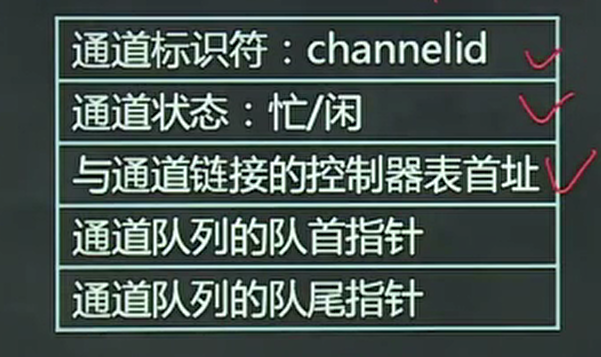 通道标识符：channelid
通道状态：忙/闲
与通道链接的控制器表首址
通道队列的队首指针
通道队列的队尾指针